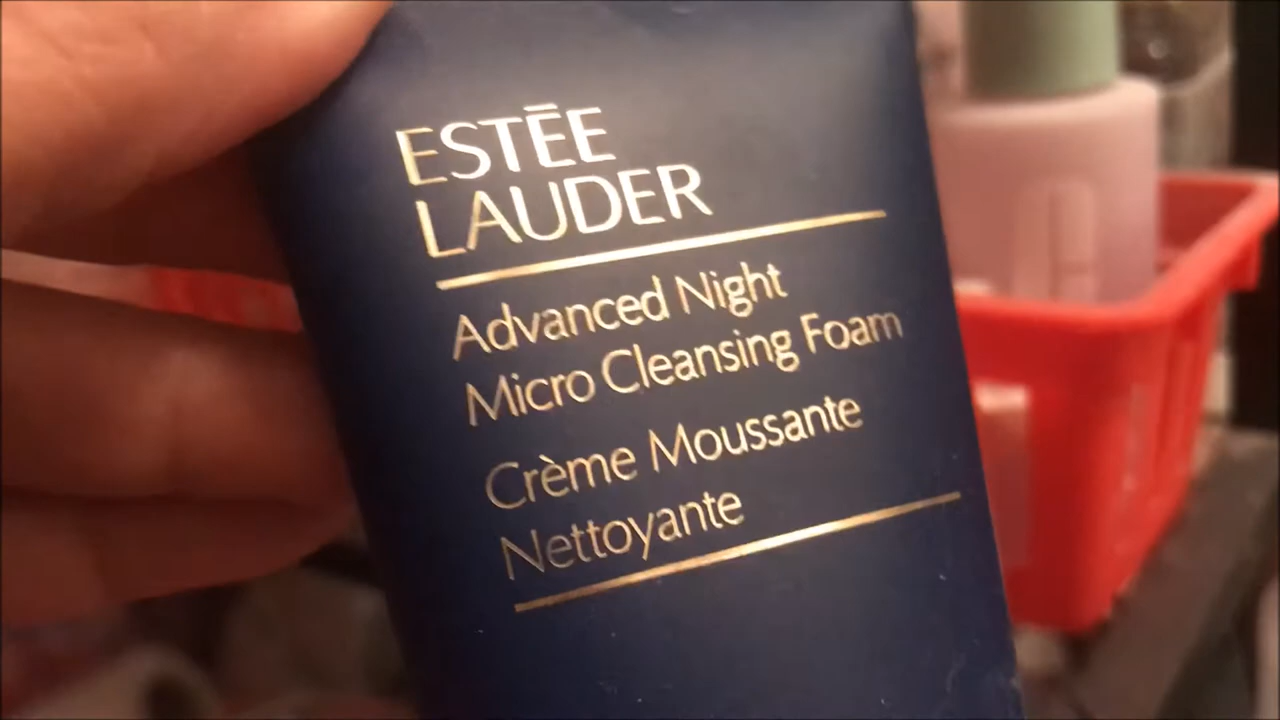 ESTĒE
LAUDER
Advanced Night
Micro Cleansing Foam
Crème Moussante
Nettoyante